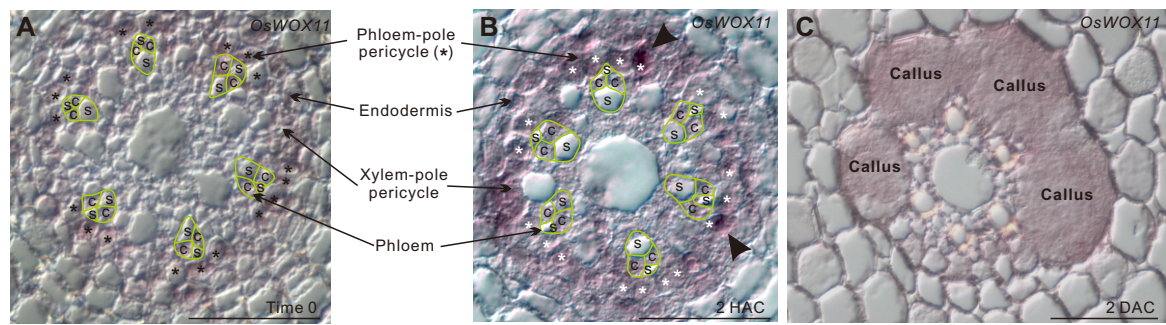 A
OsWOX11
S C
C S
C S
S C
S C S
C
S C
C S
C S
S C
S C
C S
Time 0
Phloem-pole
pericycle (*)
Endodermis
Xylem-pole
pericycle
Phloem
B
OsWOX11
S
C C
S
S
S C
S C S
C
S C
C S
S C
S C
S
C S
C
2 HAC
C
OsWOX11
Callus
Callus
Callus
Callus
2 DAC